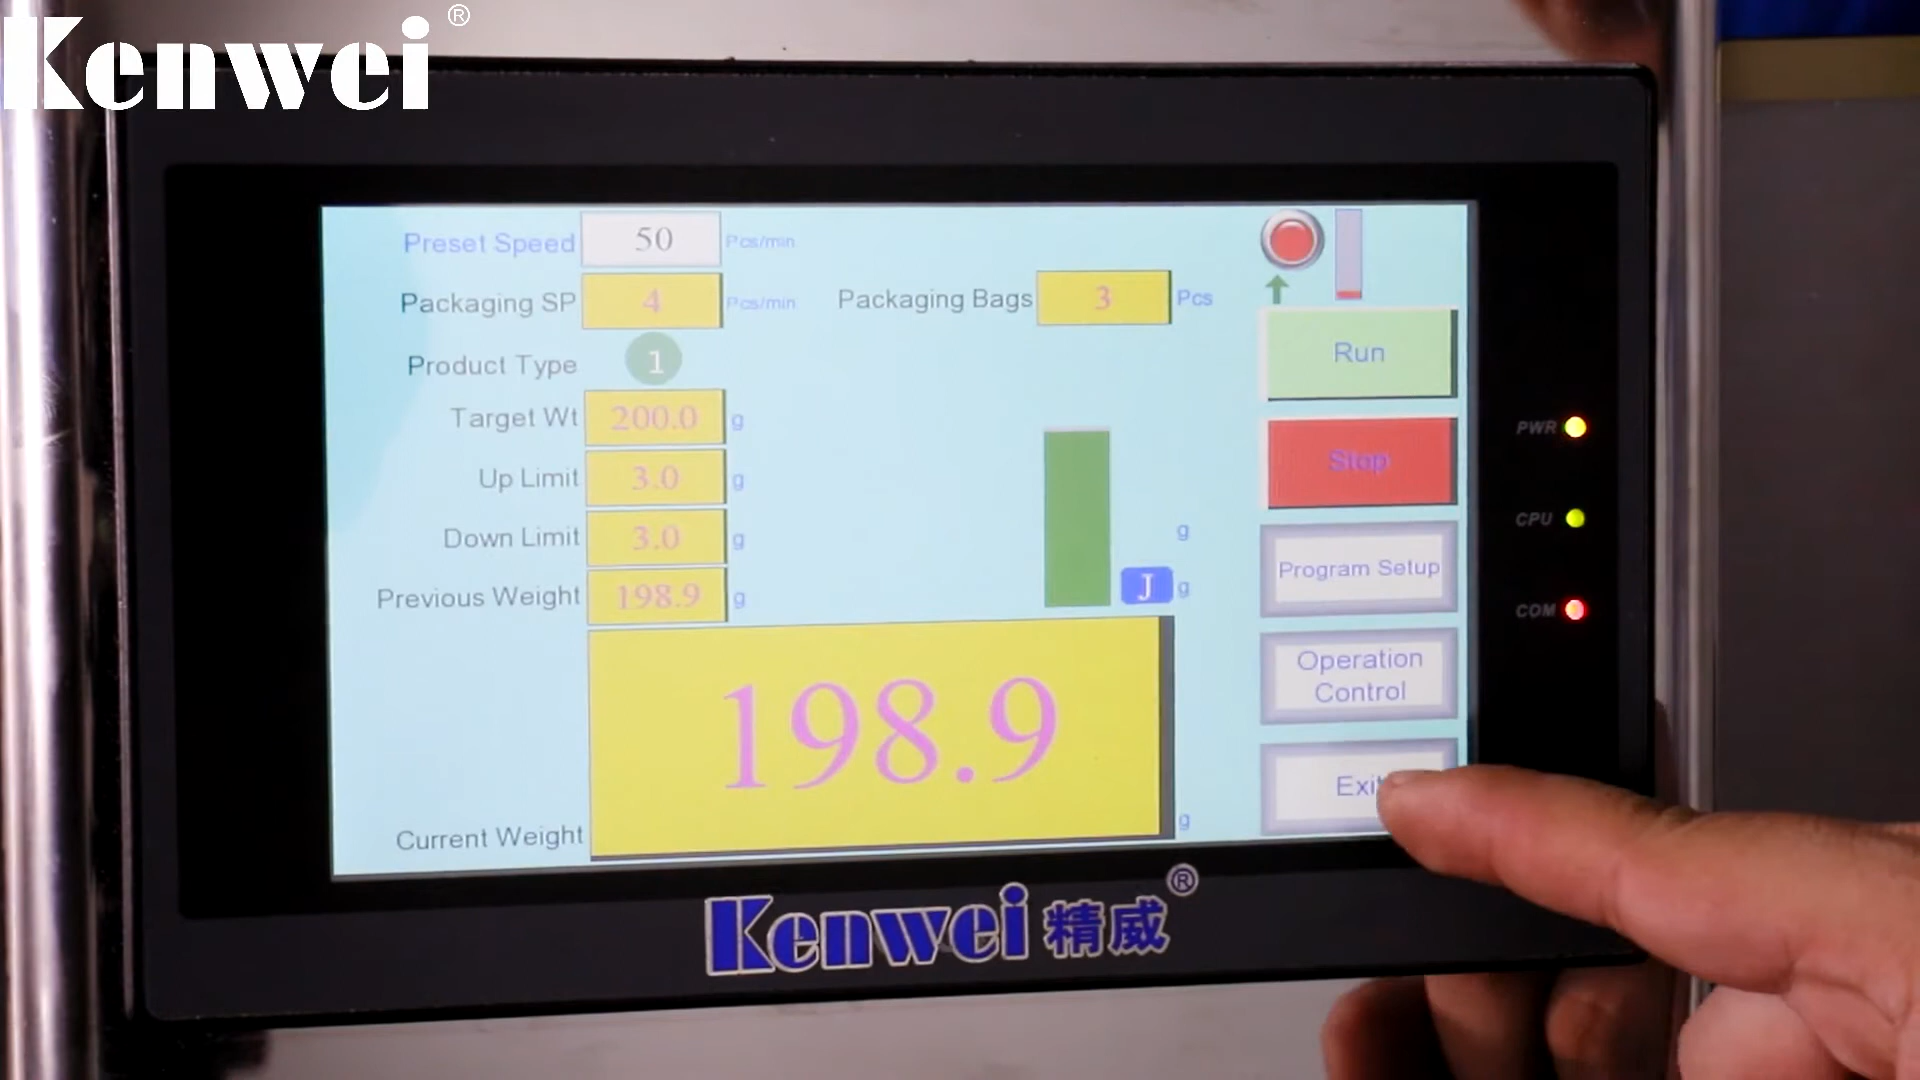 Kenwei®
Preset Speed 50 Pcs/min
Packaging SP 4 Pcs/min Packaging Bags 3 Pcs
Product Type 1
Run
Target Wt 200.0 g
Stop
PWR
Up Limit 3.0 g
Down Limit 3.0 g
g
CPU
Program Setup
Previous Weight 198.9 g
J g
COM
Operation
Control
198.9
Exit
Current Weight g
Kenwei 精威®